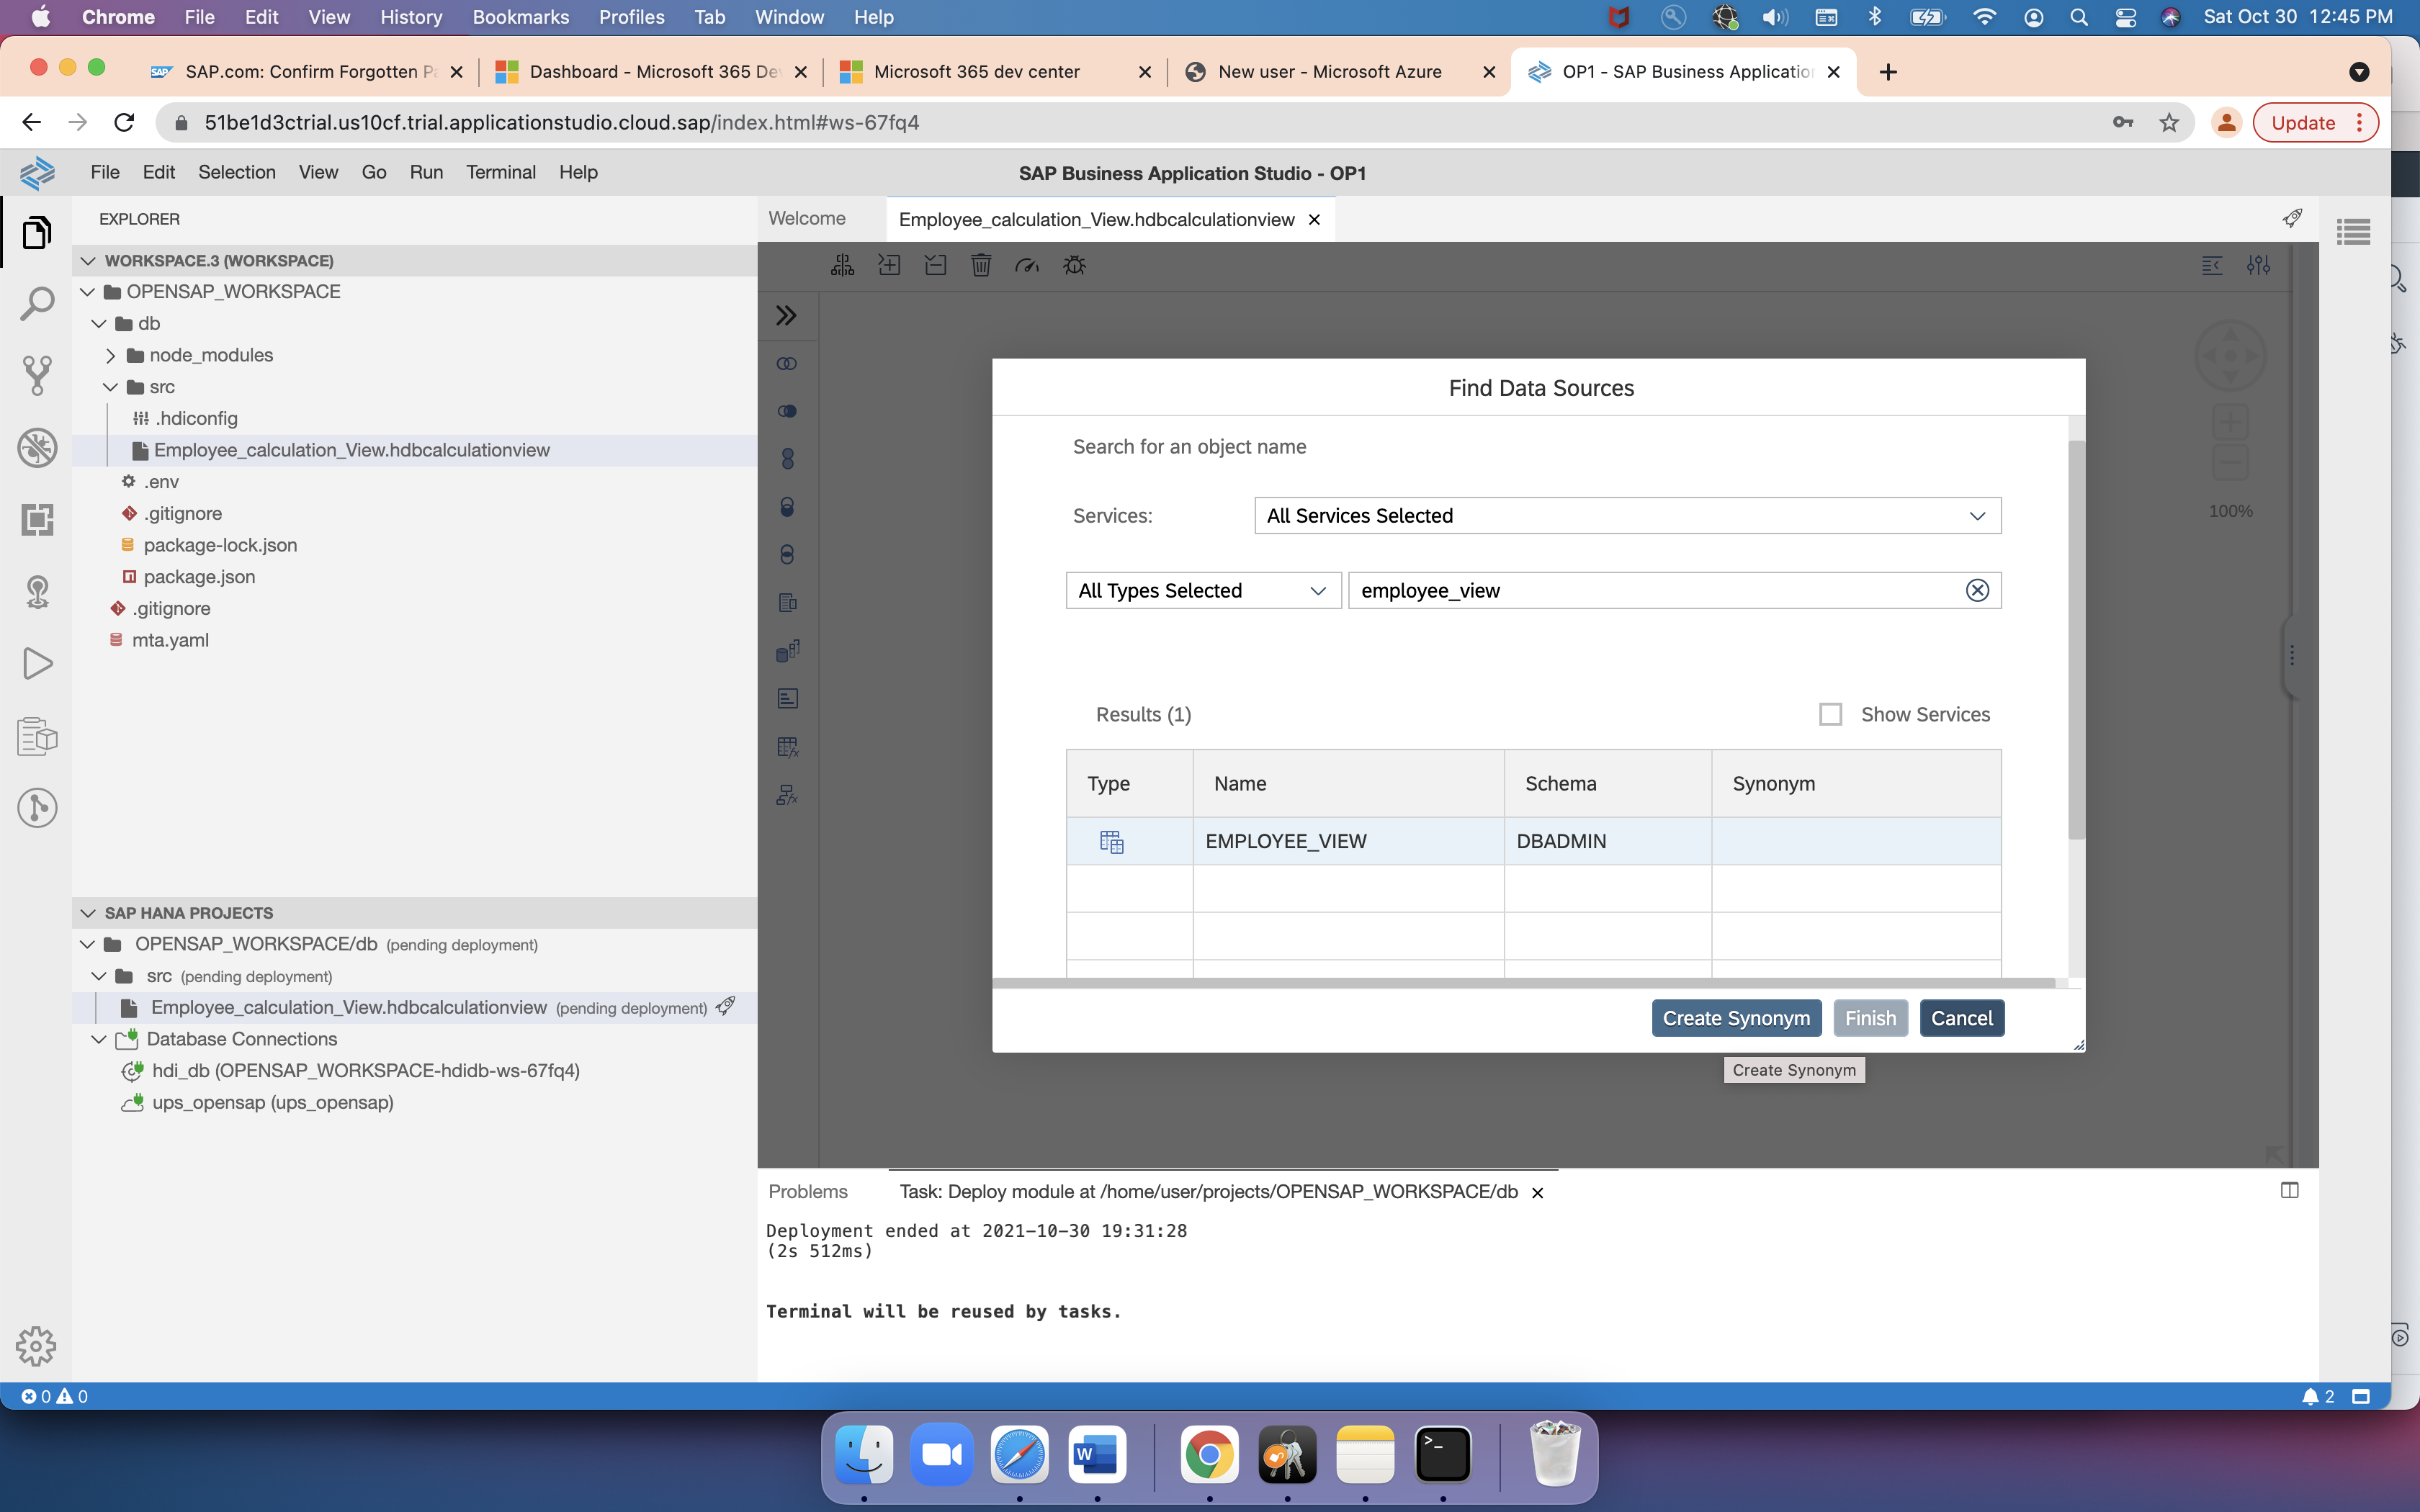 Chrome File Edit View History Bookmarks Profiles Tab Window Help Sat Oct 30 12:45 PM
SAP SAP.com: Confirm Forgotten Pa Dashboard - Microsoft 365 De Microsoft 365 dev center New user - Microsoft Azure OP1 - SAP Business Application
51be1d3ctrial.us10cf.trial.applicationstudio.cloud.sap/index.html#ws-67fq4 Update
File Edit Selection View Go Run Terminal Help SAP Business Application Studio - OP1
EXPLORER
Welcome Employee_calculation_View.hdbcalculationview
WORKSPACE.3 (WORKSPACE)
OPENSAP_WORKSPACE
db
node_modules
src
.hdiconfig
Employee_calculation_View.hdbcalculationview
.env
.gitignore
package-lock.json
package.json
.gitignore
mta.yaml
SAP HANA PROJECTS
OPENSAP_WORKSPACE/db (pending deployment)
src (pending deployment)
Employee_calculation_View.hdbcalculationview (pending deployment)
Database Connections
hdi_db (OPENSAP_WORKSPACE-hdidb-ws-67fq4)
ups_opensap (ups_opensap)
100%
Find Data Sources
Search for an object name
Services: All Services Selected
All Types Selected employee_view
Results (1) Show Services
Type Name Schema Synonym
EMPLOYEE_VIEW DBADMIN
Create Synonym Finish Cancel
Create Synonym
Problems Task: Deploy module at /home/user/projects/OPENSAP_WORKSPACE/db
Deployment ended at 2021-10-30 19:31:28
(2s 512ms)
Terminal will be reused by tasks.
0 0 2
W >_